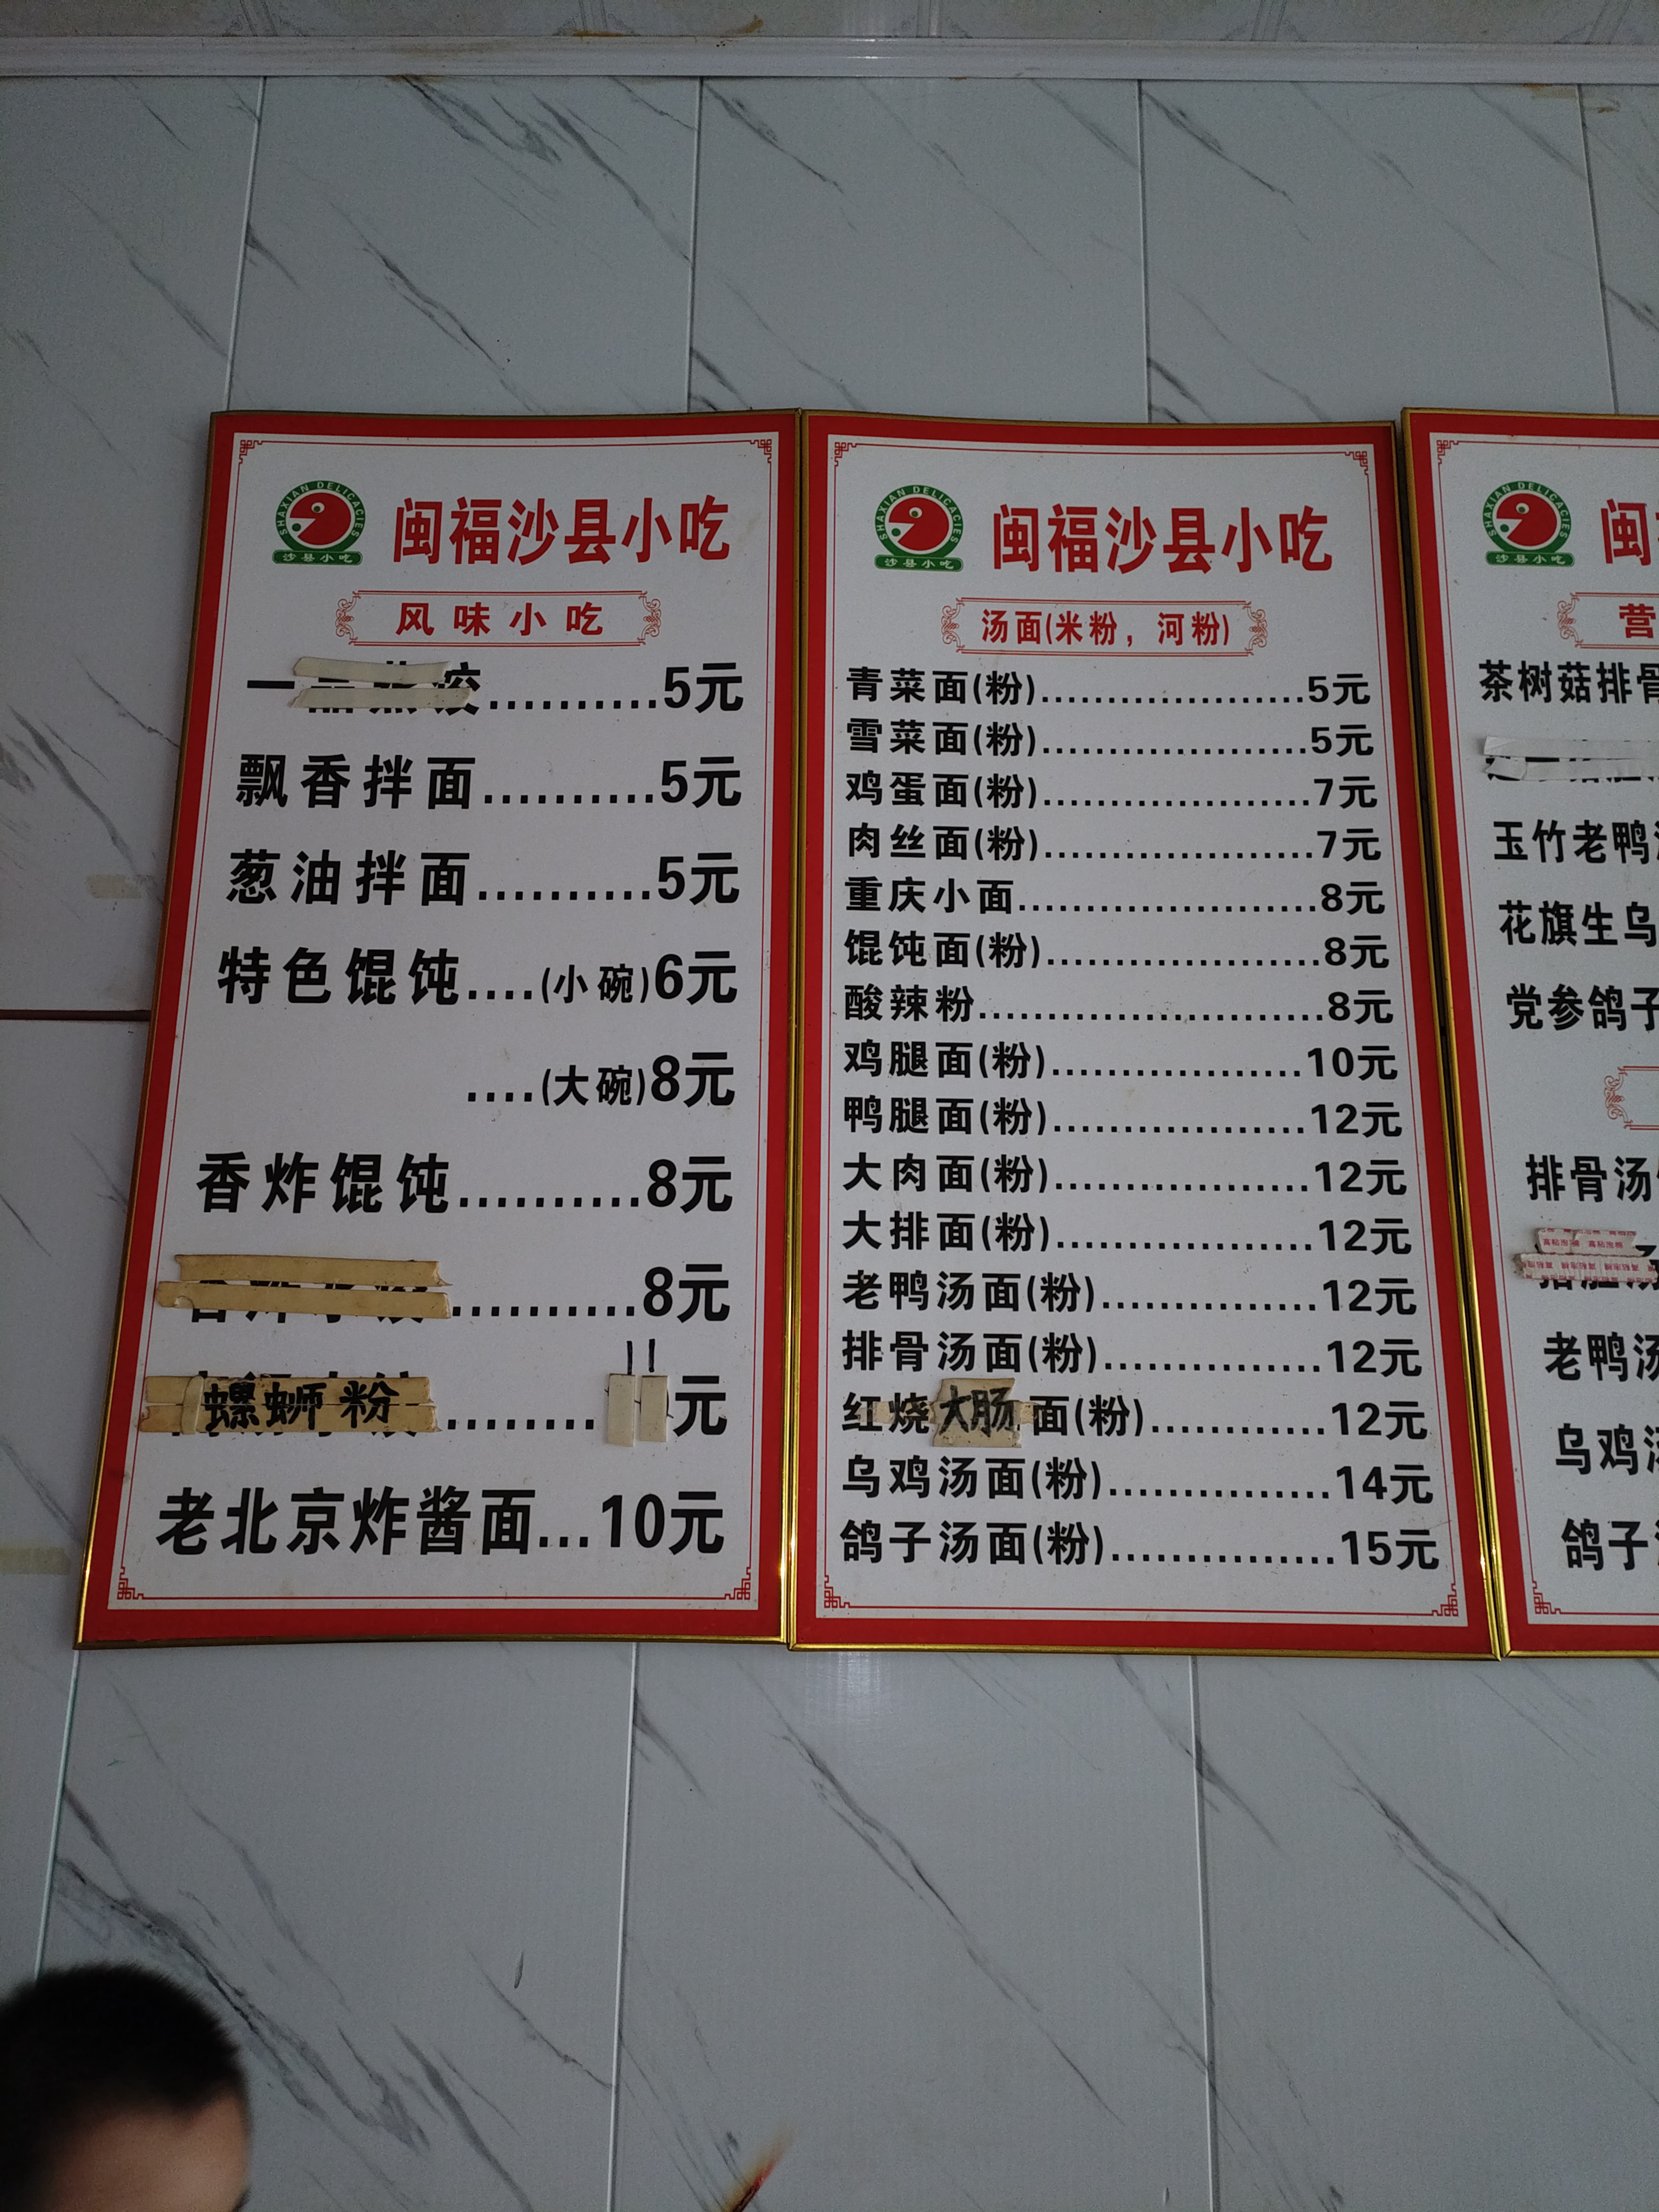 SHAXIAN DELICACIES
沙县小吃
闽福沙县小吃
风味小吃
一..........5元
飘香拌面..........5元
葱油拌面..........5元
特色馄饨....(小碗)6元
....(大碗)8元
香炸馄饨..........8元
..........8元
螺蛳粉.........11元
老北京炸酱面...10元
SHAXIAN DELICACIES
沙县小吃
闽福沙县小吃
汤面(米粉，河粉)
青菜面(粉)....................5元
雪菜面(粉)....................5元
鸡蛋面(粉)....................7元
肉丝面(粉)....................7元
重庆小面......................8元
馄饨面(粉)....................8元
酸辣粉.........................8元
鸡腿面(粉)...................10元
鸭腿面(粉)...................12元
大肉面(粉)...................12元
大排面(粉)...................12元
老鸭汤面(粉)................12元
排骨汤面(粉)................12元
红烧大肠面(粉).............12元
乌鸡汤面(粉)................14元
鸽子汤面(粉)................15元
SHAXIAN DELICACIES
沙县小吃
闽
营
茶树菇排骨
玉竹老鸭
花旗生乌
党参鸽子
排骨汤
老鸭汤
乌鸡汤
鸽子